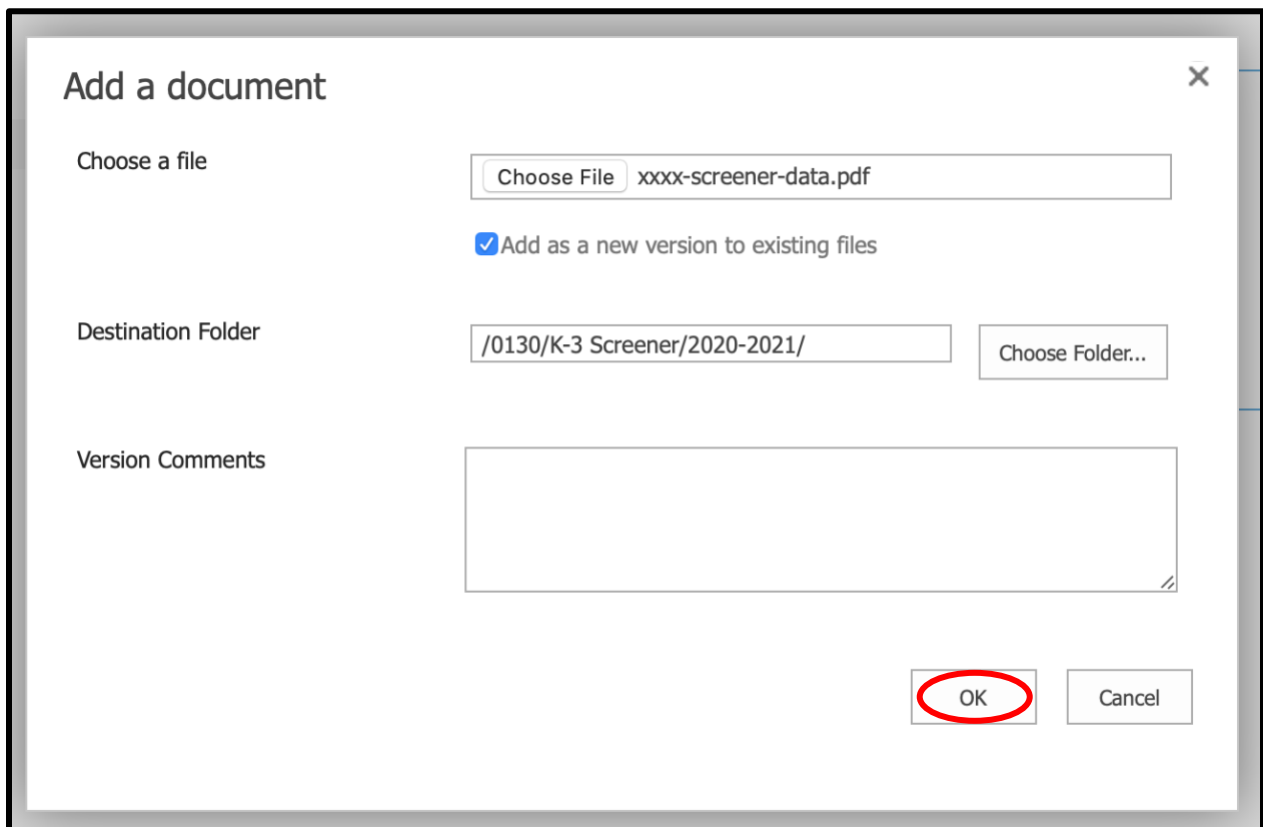 Add a document
Choose a file
Choose File xxxx-screener-data.pdf
Add as a new version to existing files
Destination Folder
/0130/K-3 Screener/2020-2021/
Choose Folder...
Version Comments
OK
Cancel